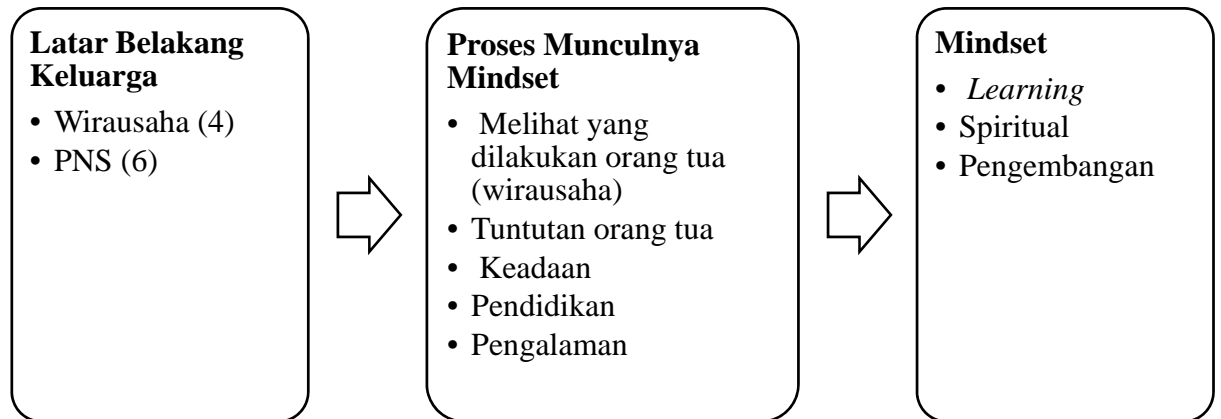 Latar Belakang
Keluarga
• Wirausaha (4)
• PNS (6)
Proses Munculnya
Mindset
• Melihat yang
dilakukan orang tua
(wirausaha)
• Tuntutan orang tua
• Keadaan
• Pendidikan
• Pengalaman
Mindset
• Learning
• Spiritual
• Pengembangan